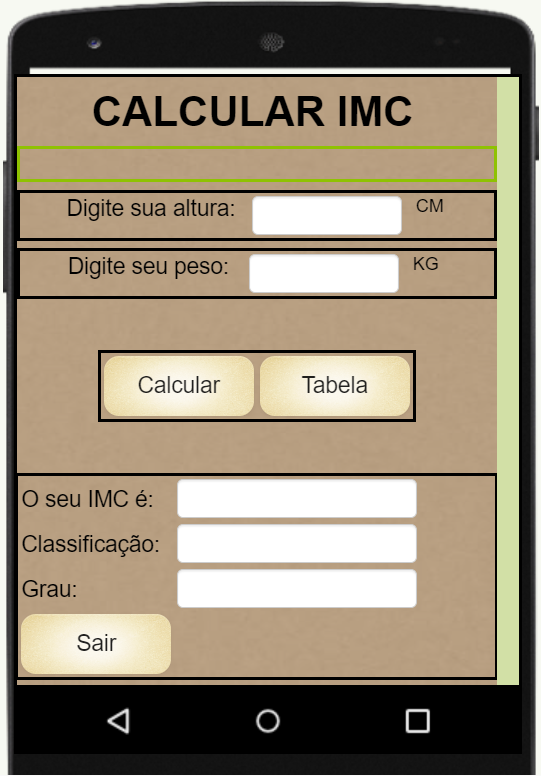 CALCULAR IMC
Digite sua altura: CM
Digite seu peso: KG
Calcular Tabela
O seu IMC é:
Classificação:
Grau:
Sair